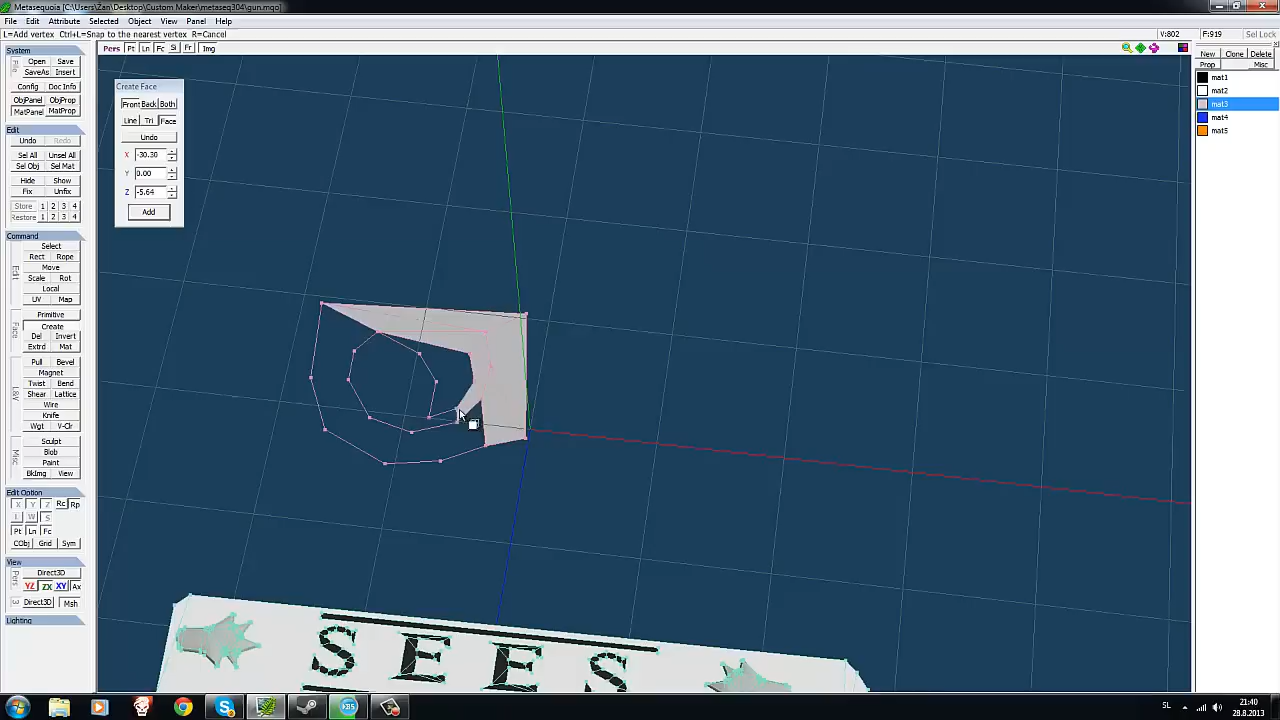 Metasequoia [C:\Users\Žan\Desktop\Custom Maker\metaseq304\gun.mqo]
File Edit Attribute Selected Object View Panel Help
L=Add vertex Ctrl+L=Snap to the nearest vertex R=Cancel
V:802 F:919 Sel Lock
System
File
Open Save
SaveAs Insert
Config Doc Info
ObjPanel ObjProp
MatPanel MatProp
Edit
Undo Redo
Sel All Unsel All
Sel Obj Sel Mat
Hide Show
Fix Unfix
Store 1 2 3 4
Restore 1 2 3 4
Command
Select
Edit
Rect Rope
Move
Scale Rot
Local
UV Map
Face
Primitive
Create
Del Invert
Extrd Mat
L&V
Pull Bevel
Magnet
Twist Bend
Shear Lattice
Wire
Knife
Wgt V-Clr
Misc
Sculpt
Blob
Paint
BkImg View
Edit Option
X Y Z Rc Rp
L W S
Pt Ln Fc
CObj Grid Sym
View
Pers
Direct3D
YZ ZX XY Ax
3
Direct3D Msh
Lighting
Pers Pt Ln Fc Sl Fr Img
Create Face
Front Back Both
Line Tri Face
Undo
X -30.30
Y 0.00
Z -5.64
Add
New Clone Delete
Prop Misc
mat1
mat2
mat3
mat4
mat5
SEES
SL
21:40
28.8.2013